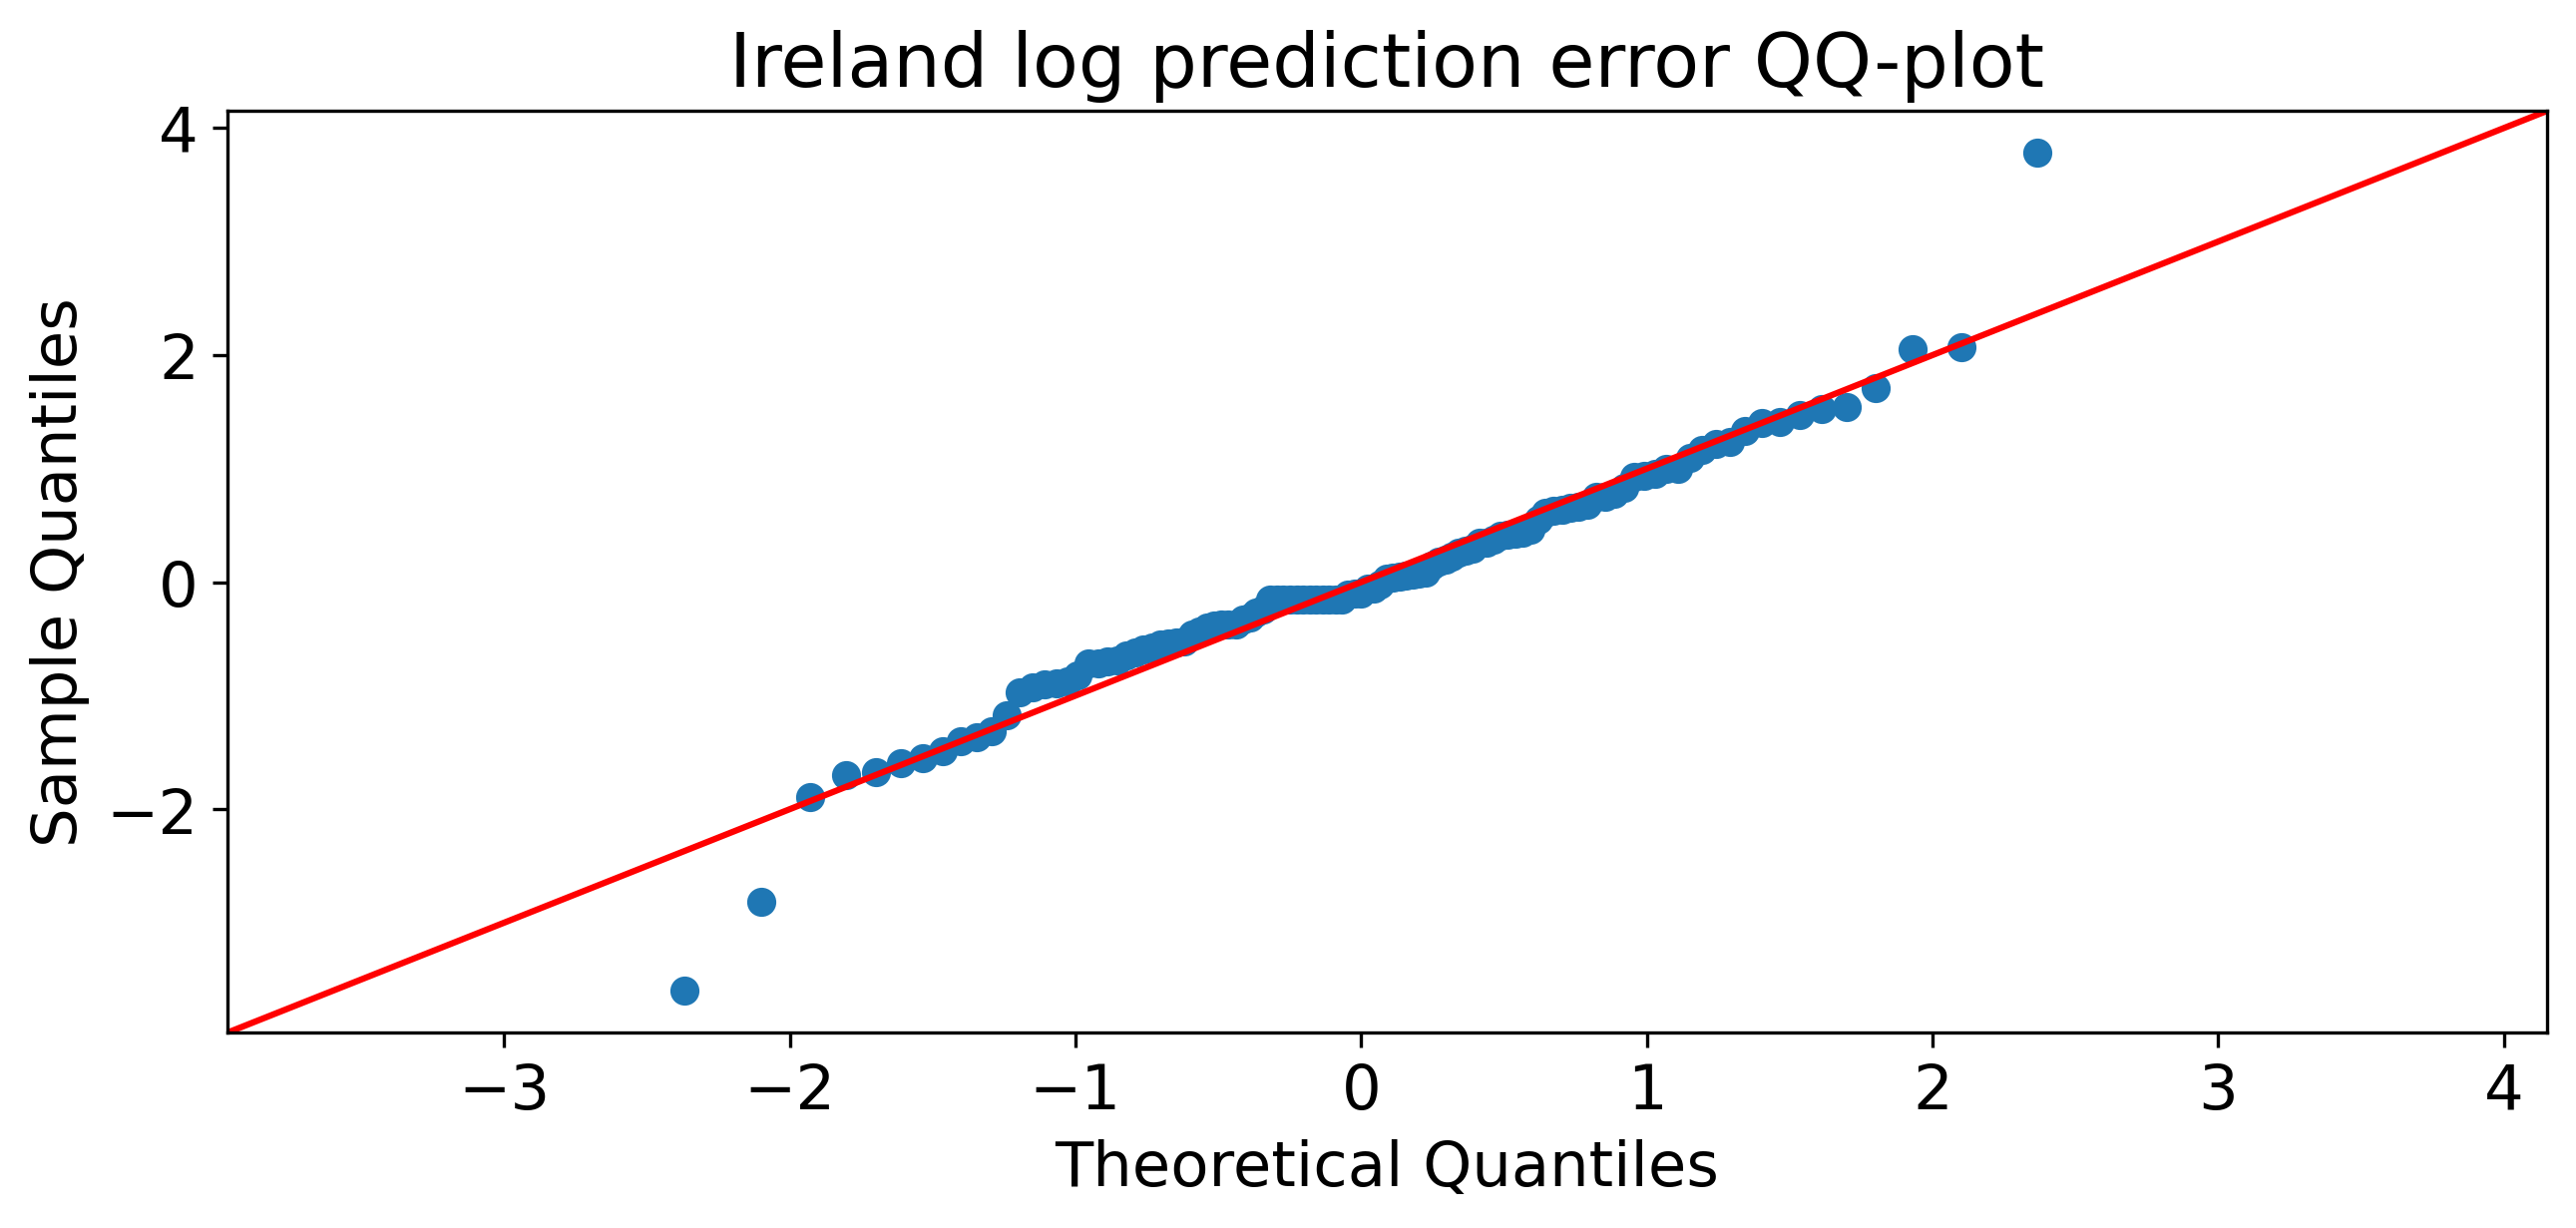 Ireland log prediction error QQ-plot
4
2
0
−2
Sample Quantiles
−3 −2 −1 0 1 2 3 4
Theoretical Quantiles